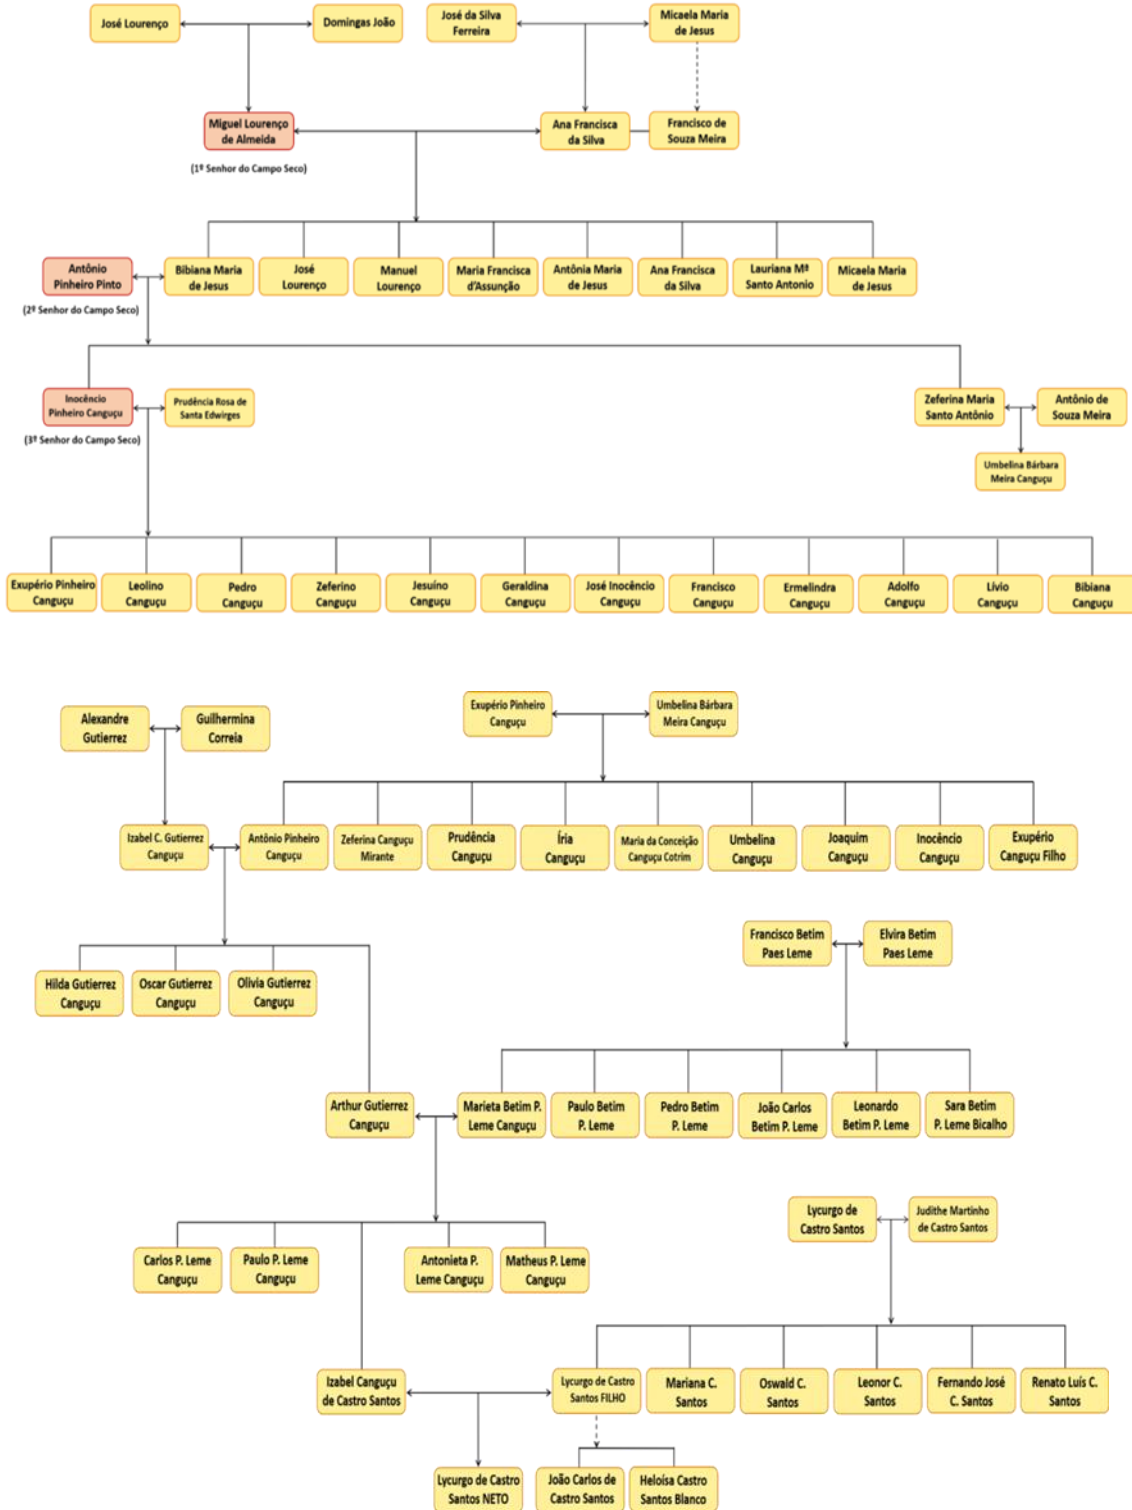 José Lourenço
Domingas João
José da Silva
Ferreira
Micaela Maria
de Jesus
Miguel Lourenço
de Almeida
(1º Senhor do Campo Seco)
Ana Francisca
da Silva
Francisco de
Souza Meira
Antônio
Pinheiro Pinto
(2º Senhor do Campo Seco)
Bibiana Maria
de Jesus
José
Lourenço
Manuel
Lourenço
Maria Francisca
d'Assunção
Antônia Maria
de Jesus
Ana Francisca
da Silva
Lauriana Mª
Santo Antonio
Micaela Maria
de Jesus
Inocêncio
Pinheiro Canguçu
(3º Senhor do Campo Seco)
Prudência Rosa de
Santa Edwirges
Zeferina Maria
Santo Antônio
Antônio de
Souza Meira
Umbelina Bárbara
Meira Canguçu
Exupério Pinheiro
Canguçu
Leolino
Canguçu
Pedro
Canguçu
Zeferino
Canguçu
Jesuíno
Canguçu
Geraldina
Canguçu
José Inocêncio
Canguçu
Francisco
Canguçu
Ermelindra
Canguçu
Adolfo
Canguçu
Lívio
Canguçu
Bibiana
Canguçu
Alexandre
Gutierrez
Guilhermina
Correia
Exupério Pinheiro
Canguçu
Umbelina Bárbara
Meira Canguçu
Izabel C. Gutierrez
Canguçu
Antônio Pinheiro
Canguçu
Zeferina Canguçu
Mirante
Prudência
Canguçu
Íria
Canguçu
Maria da Conceição
Canguçu Cotrim
Umbelina
Canguçu
Joaquim
Canguçu
Inocêncio
Canguçu
Exupério
Canguçu Filho
Francisco Betim
Paes Leme
Elvira Betim
Paes Leme
Hilda Gutierrez
Canguçu
Oscar Gutierrez
Canguçu
Olivia Gutierrez
Canguçu
Arthur Gutierrez
Canguçu
Marieta Betim P.
Leme Canguçu
Paulo Betim
P. Leme
Pedro Betim
P. Leme
João Carlos
Betim P. Leme
Leonardo
Betim P. Leme
Sara Betim
P. Leme Bicalho
Lycurgo de
Castro Santos
Judithe Martinho
de Castro Santos
Carlos P. Leme
Canguçu
Paulo P. Leme
Canguçu
Antonieta P.
Leme Canguçu
Matheus P. Leme
Canguçu
Izabel Canguçu
de Castro Santos
Lycurgo de Castro
Santos FILHO
Mariana C.
Santos
Oswald C.
Santos
Leonor C.
Santos
Fernando José
C. Santos
Renato Luís C.
Santos
Lycurgo de Castro
Santos NETO
João Carlos de
Castro Santos
Heloísa Castro
Santos Blanco